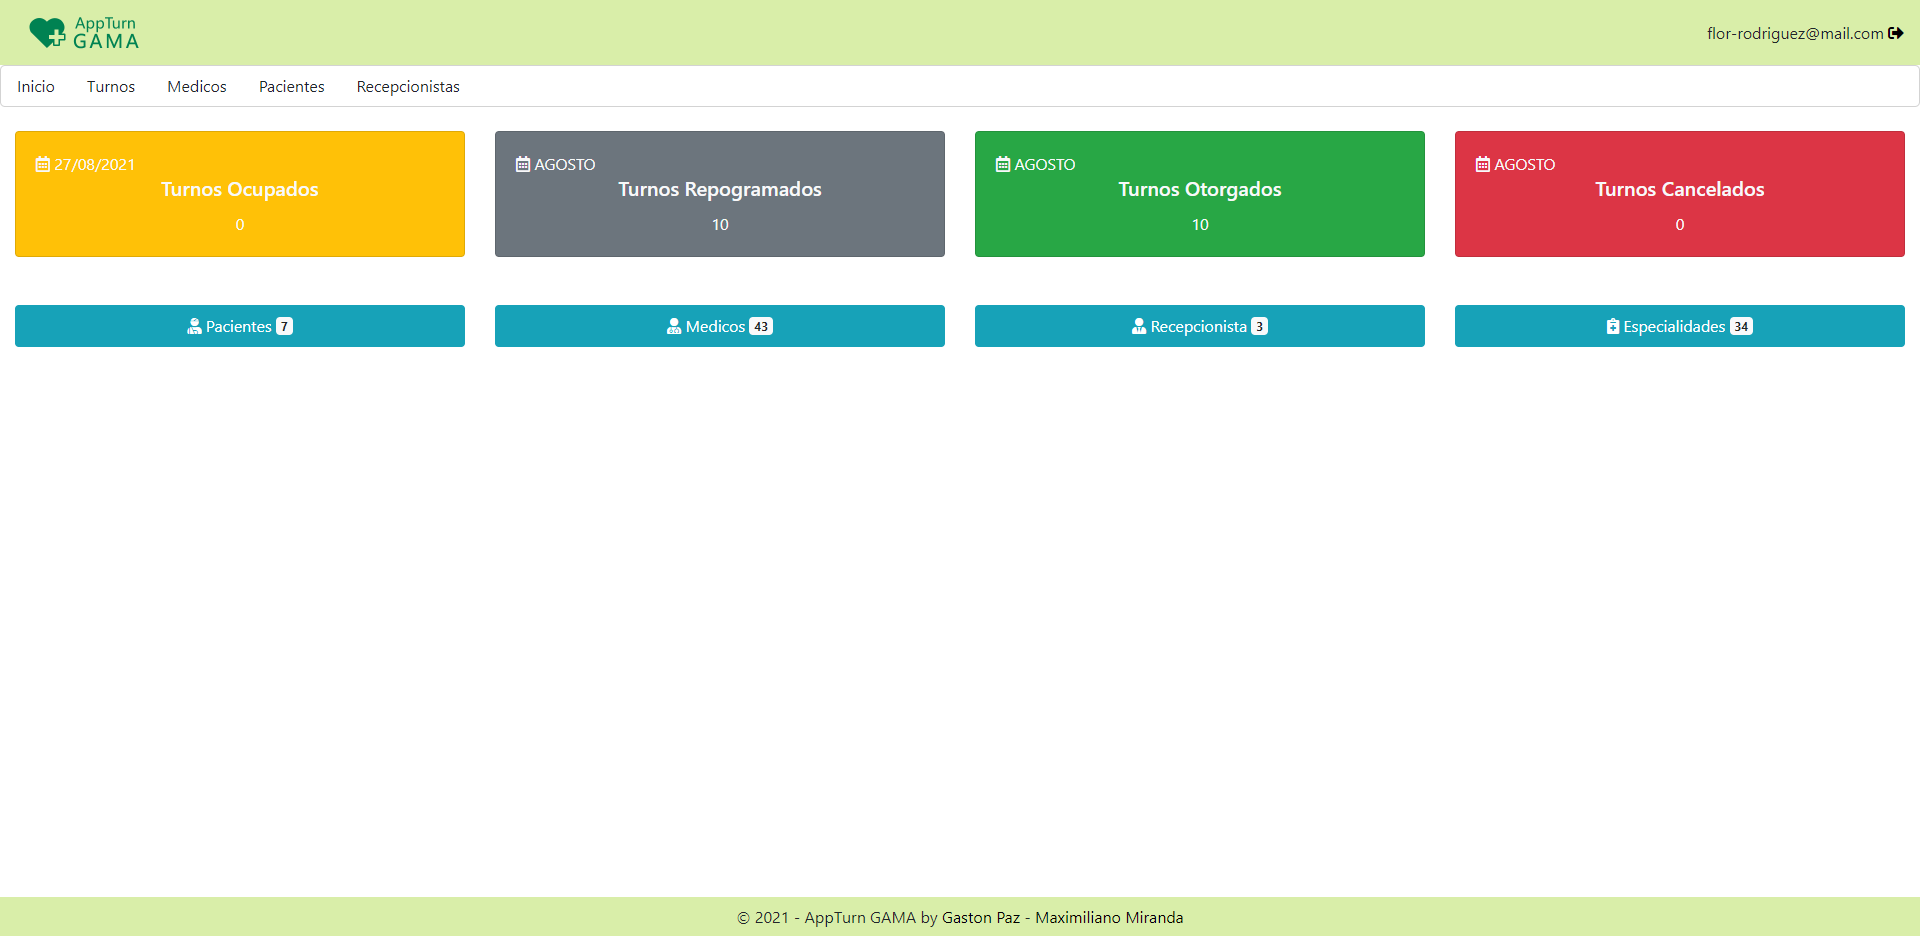 AppTurn
GAMA
flor-rodriguez@mail.com
Inicio Turnos Medicos Pacientes Recepcionistas
27/08/2021
Turnos Ocupados
0
AGOSTO
Turnos Repogramados
10
AGOSTO
Turnos Otorgados
10
AGOSTO
Turnos Cancelados
0
Pacientes 7
Medicos 43
Recepcionista 3
Especialidades 34
© 2021 - AppTurn GAMA by Gaston Paz - Maximiliano Miranda